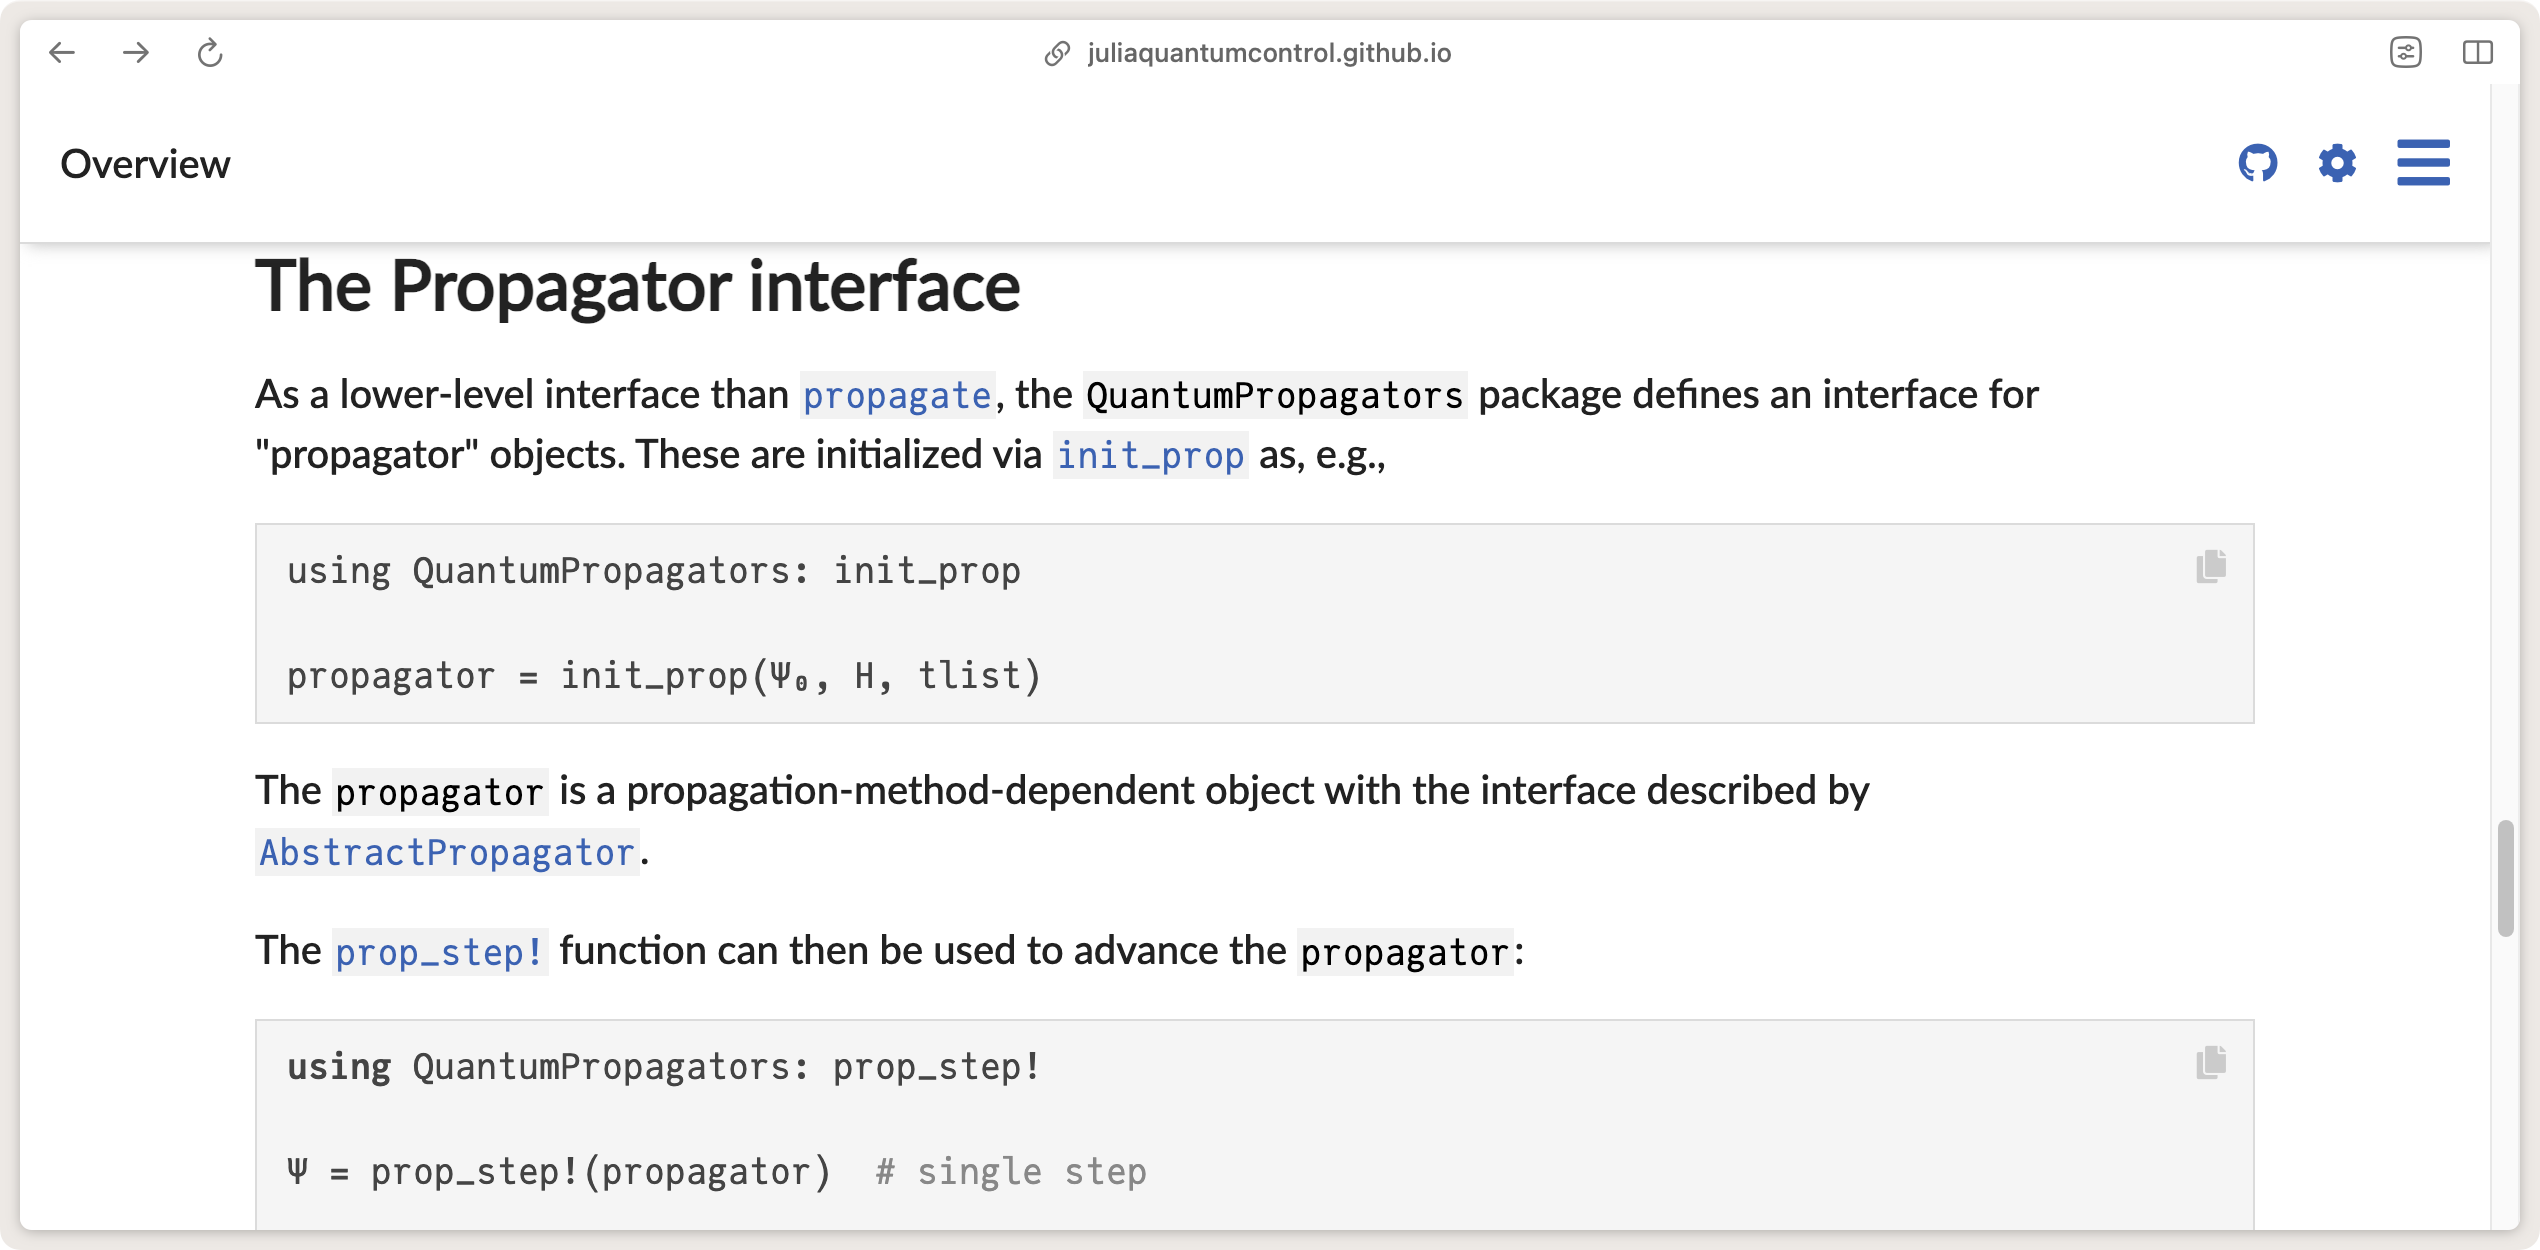 juliaquantumcontrol.github.io
Overview
The Propagator interface
As a lower-level interface than propagate, the QuantumPropagators package defines an interface for
"propagator" objects. These are initialized via init_prop as, e.g.,
using QuantumPropagators: init_prop
propagator = init_prop(Ψ₀, H, tlist)
The propagator is a propagation-method-dependent object with the interface described by
AbstractPropagator.
The prop_step! function can then be used to advance the propagator:
using QuantumPropagators: prop_step!
Ψ = prop_step!(propagator)  # single step